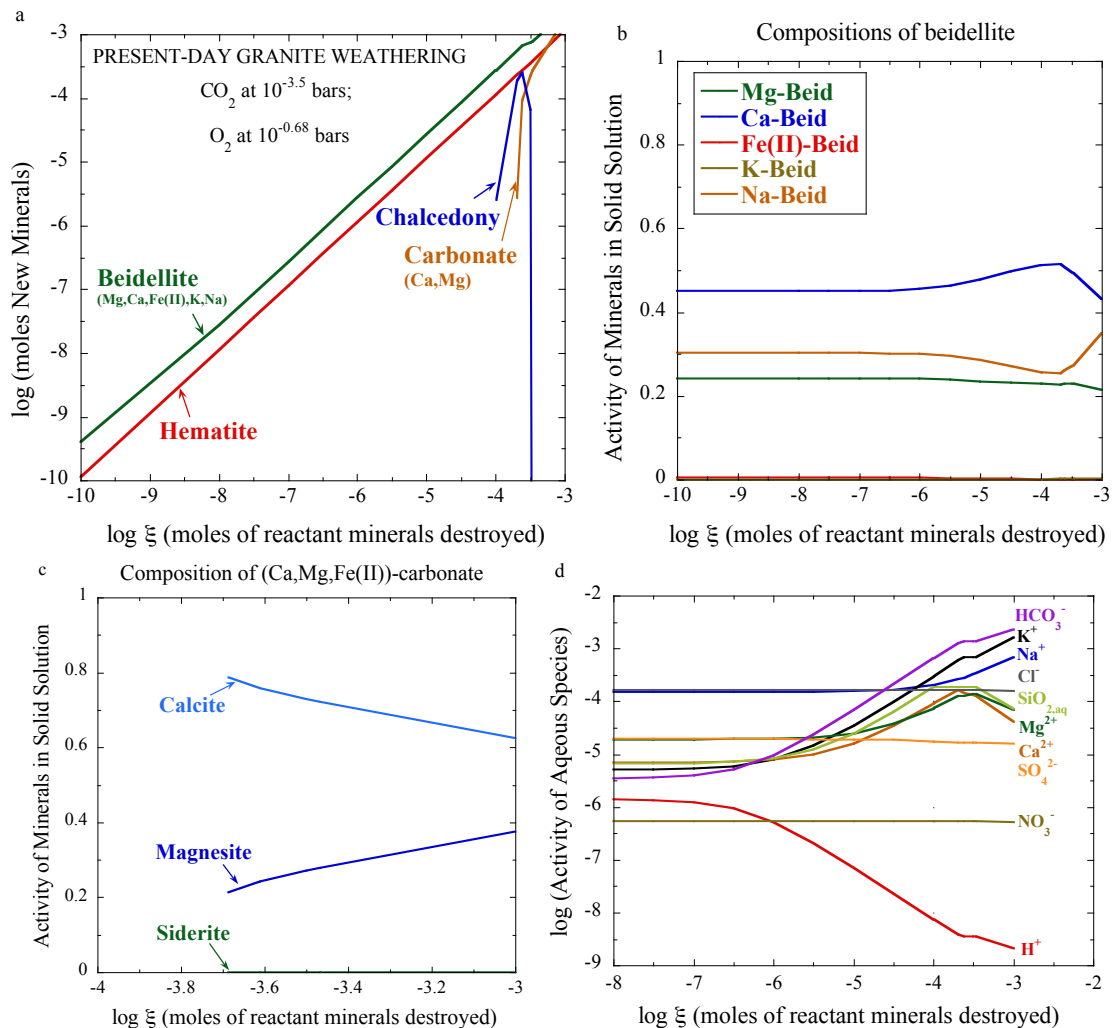 a
PRESENT-DAY GRANITE WEATHERING
CO2 at 10^-3.5 bars;
O2 at 10^-0.68 bars
Chalcedony
Carbonate
(Ca,Mg)
Beidellite
(Mg,Ca,Fe(II),K,Na)
Hematite
log (moles New Minerals)
-3
-4
-5
-6
-7
-8
-9
-10
-10 -9 -8 -7 -6 -5 -4 -3
log ξ (moles of reactant minerals destroyed)
b
Compositions of beidellite
Mg-Beid
Ca-Beid
Fe(II)-Beid
K-Beid
Na-Beid
Activity of Minerals in Solid Solution
1
0.8
0.6
0.4
0.2
0
-10 -9 -8 -7 -6 -5 -4 -3
log ξ (moles of reactant minerals destroyed)
c
Composition of (Ca,Mg,Fe(II))-carbonate
Calcite
Magnesite
Siderite
Activity of Minerals in Solid Solution
1
0.8
0.6
0.4
0.2
0
-4 -3.8 -3.6 -3.4 -3.2 -3
log ξ (moles of reactant minerals destroyed)
d
HCO3^-
K^+
Na^+
Cl^-
SiO2,aq
Mg^2+
Ca^2+
SO4^2-
NO3^-
H^+
log (Activity of Aqeous Species)
-2
-3
-4
-5
-6
-7
-8
-9
-8 -7 -6 -5 -4 -3 -2
log ξ (moles of reactant minerals destroyed)